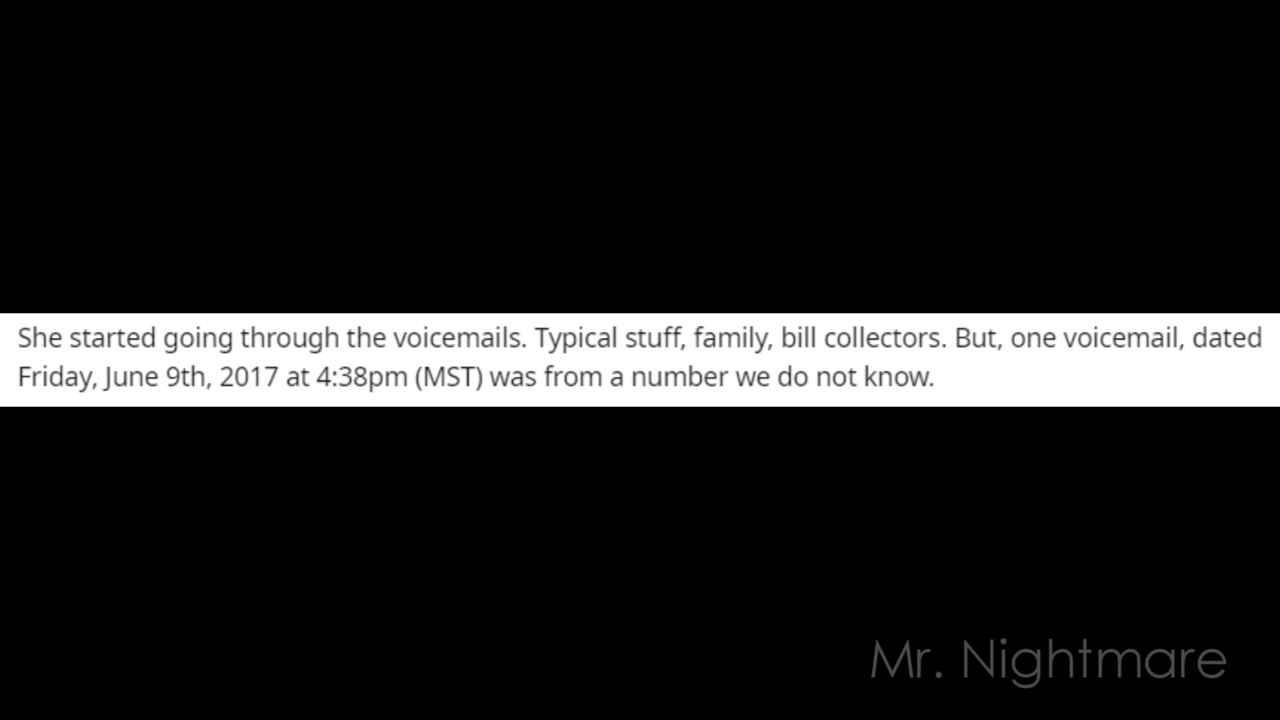 She started going through the voicemails. Typical stuff, family, bill collectors. But, one voicemail, dated
Friday, June 9th, 2017 at 4:38pm (MST) was from a number we do not know.
Mr. Nightmare